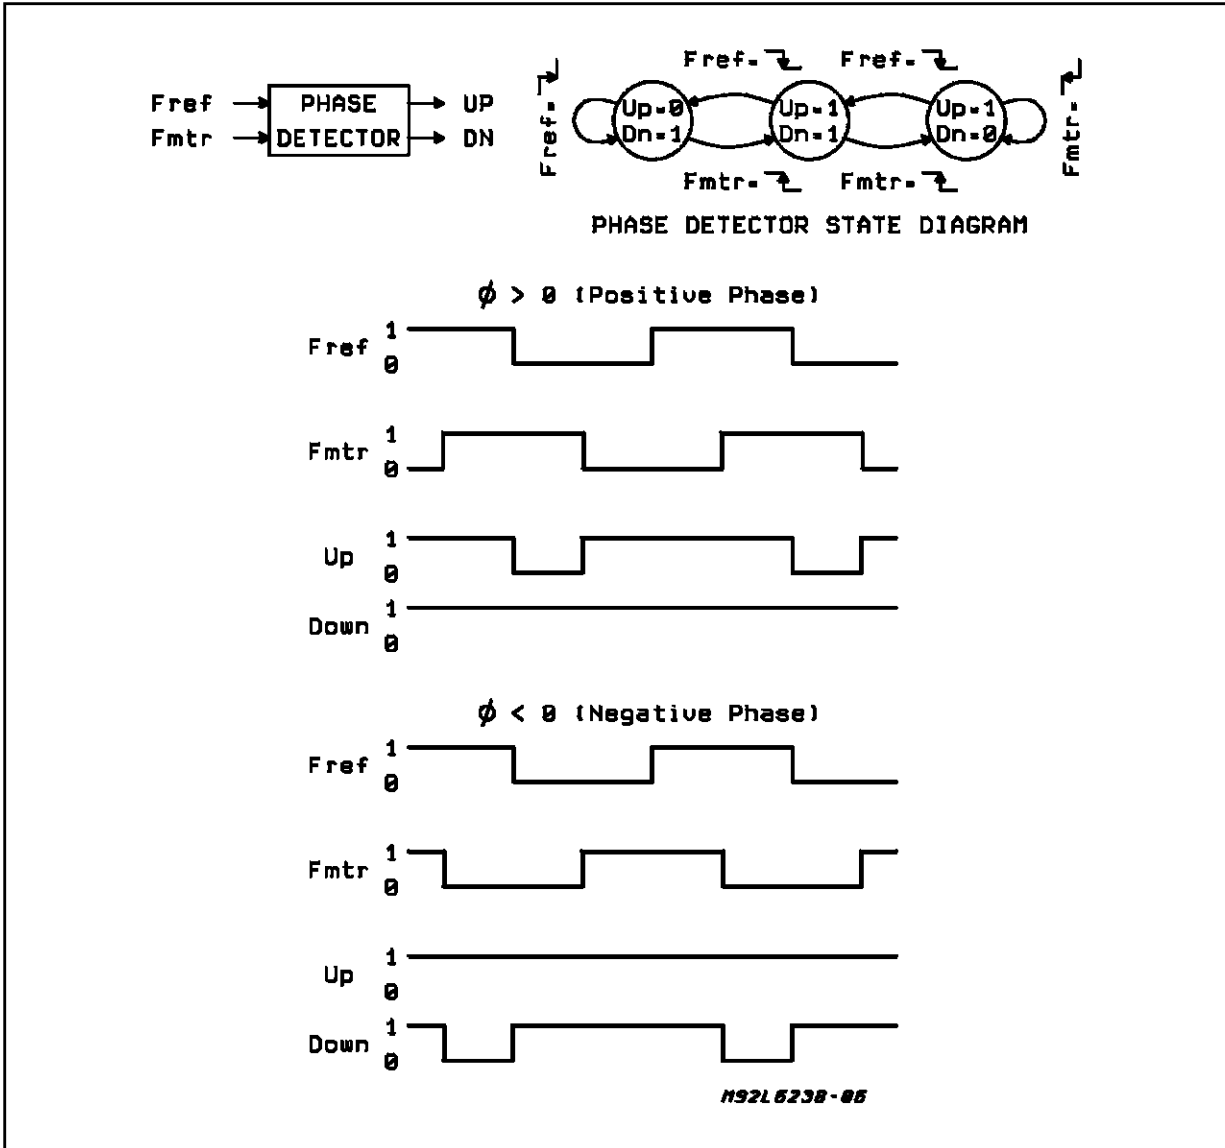 Fref
Fmtr
PHASE
DETECTOR
UP
DN
Fref=
Fref=
Fref=
Up=0
Dn=1
Up=1
Dn=1
Up=1
Dn=0
Fmtr=
Fmtr=
Fmtr=
PHASE DETECTOR STATE DIAGRAM
Ø > 0 (Positive Phase)
Fref 1
0
Fmtr 1
0
Up 1
0
Down 1
0
Ø < 0 (Negative Phase)
Fref 1
0
Fmtr 1
0
Up 1
0
Down 1
0
M92L6238-06